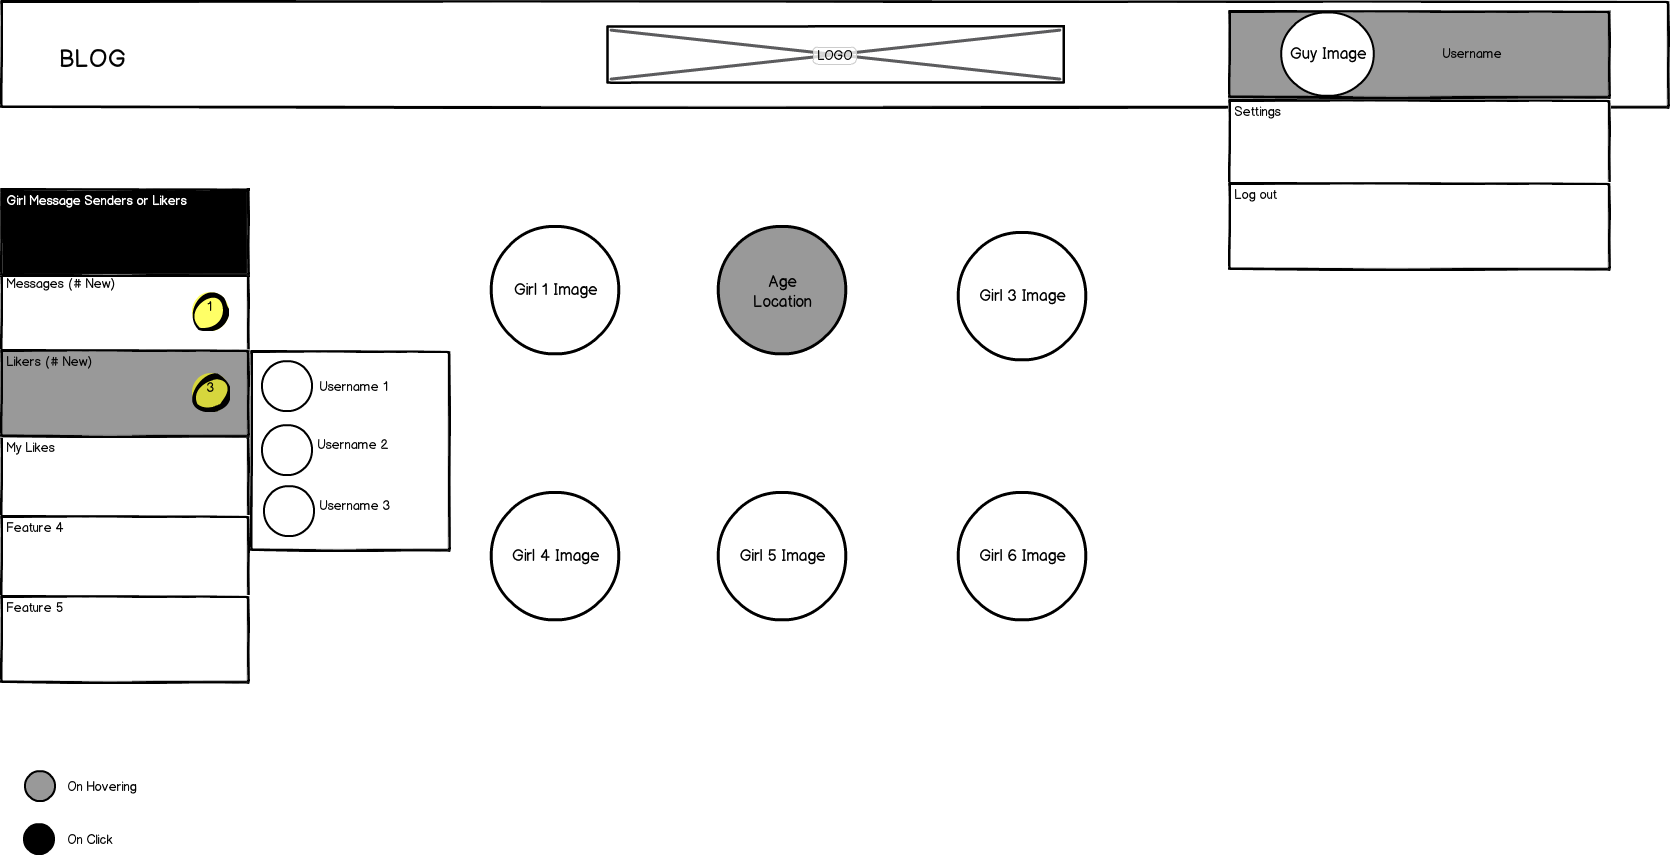 BLOG
LOGO
Guy Image
Username
Settings
Log out
Girl Message Senders or Likers
Messages (# New)
1
Likers (# New)
3
My Likes
Feature 4
Feature 5
Username 1
Username 2
Username 3
Girl 1 Image
Age
Location
Girl 3 Image
Girl 4 Image
Girl 5 Image
Girl 6 Image
On Hovering
On Click